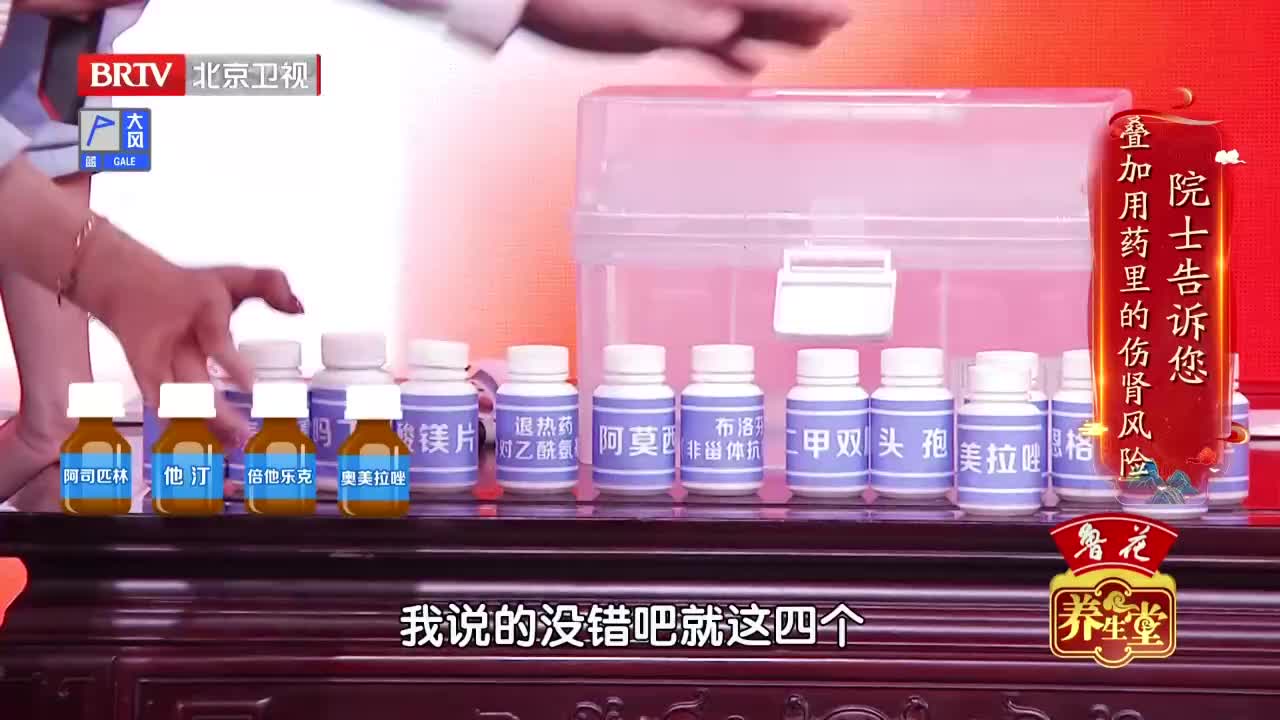 BRTV 北京卫视
大风
蓝 GALE
院士告诉您
叠加用药里的伤肾风险
吗丁
酸镁片
退热药
对乙酰氨
阿莫西
布洛芬
非甾体抗
二甲双
头孢
美拉唑
恩格
阿司匹林
他汀
倍他乐克
奥美拉唑
鲁花
养生堂
我说的没错吧就这四个